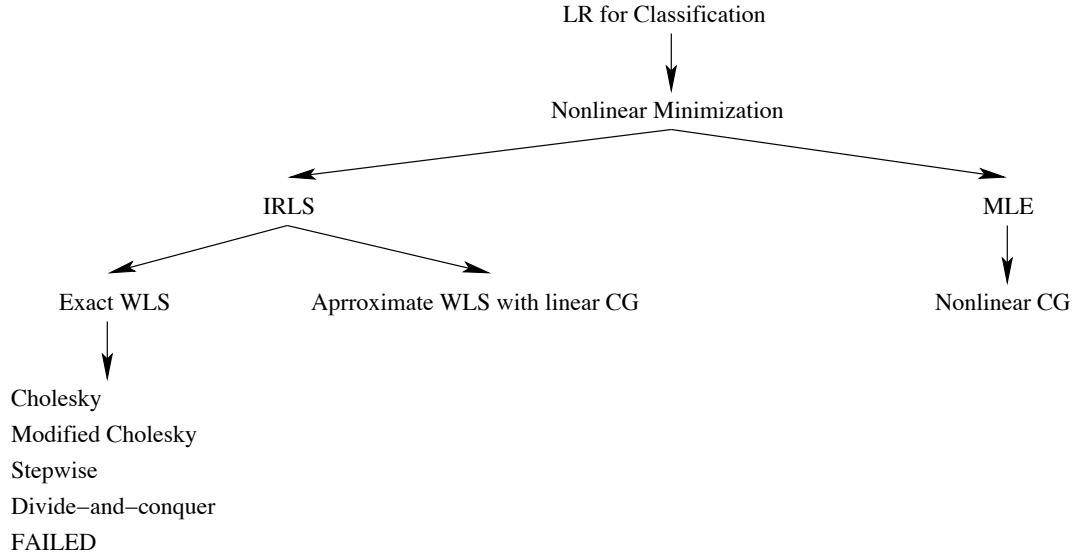 LR for Classification
Nonlinear Minimization
IRLS
MLE
Exact WLS
Aprroximate WLS with linear CG
Nonlinear CG
Cholesky
Modified Cholesky
Stepwise
Divide−and−conquer
FAILED